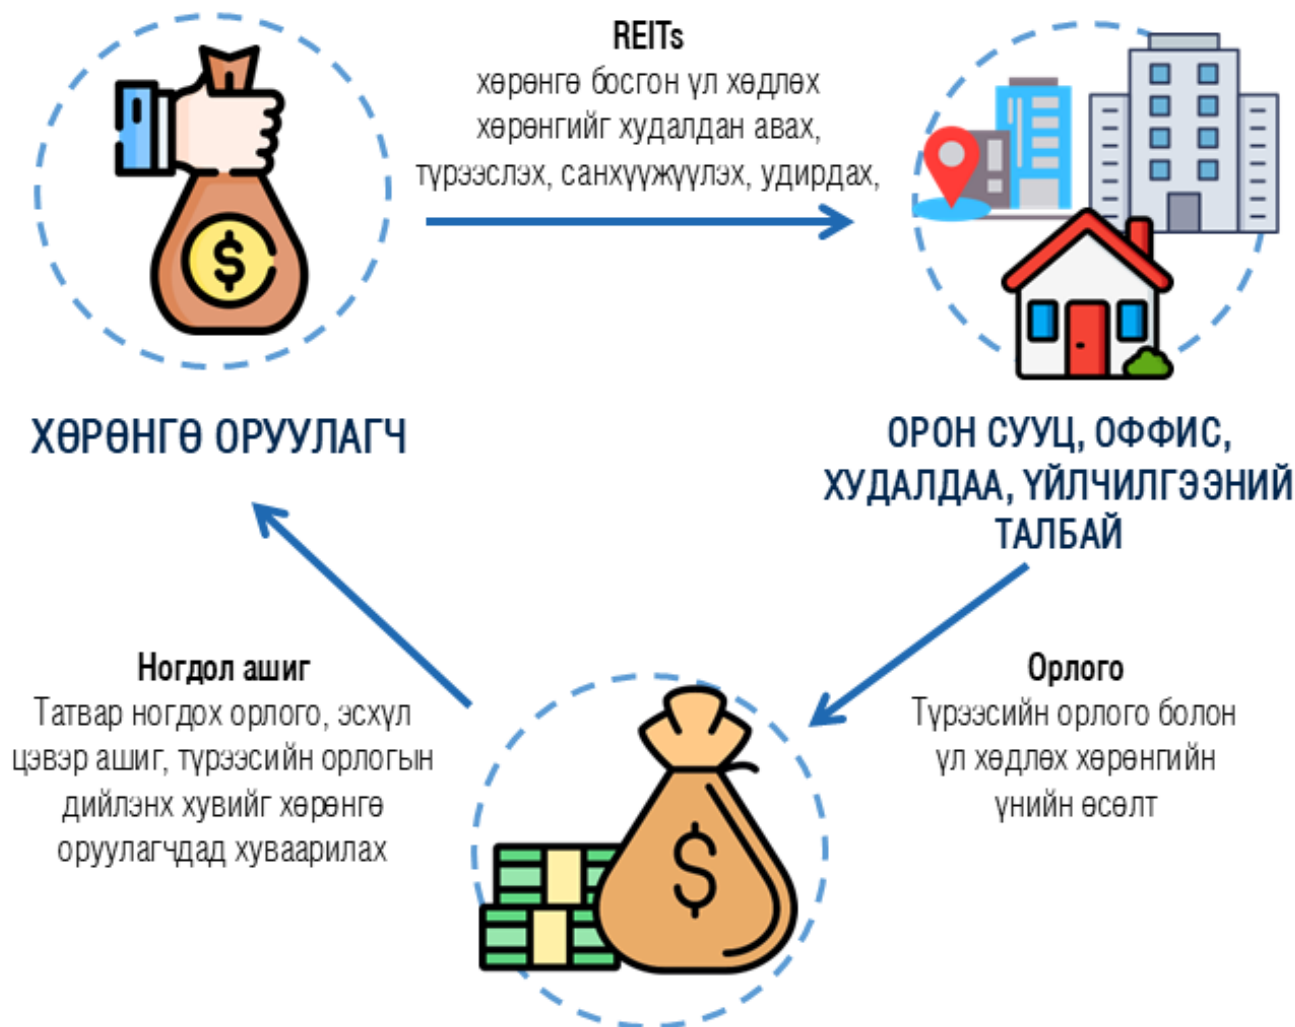 REITs
хөрөнгө босгон үл хөдлөх
хөрөнгийг худалдан авах,
түрээслэх, санхүүжүүлэх, удирдах,
$
ХӨРӨНГӨ ОРУУЛАГЧ
ОРОН СУУЦ, ОФФИС,
ХУДАЛДАА, ҮЙЛЧИЛГЭЭНИЙ
ТАЛБАЙ
Ногдол ашиг
Татвар ногдох орлого, эсхүл
цэвэр ашиг, түрээсийн орлогын
дийлэнх хувийг хөрөнгө
оруулагчдад хуваарилах
Орлого
Түрээсийн орлого болон
үл хөдлөх хөрөнгийн
үнийн өсөлт
$